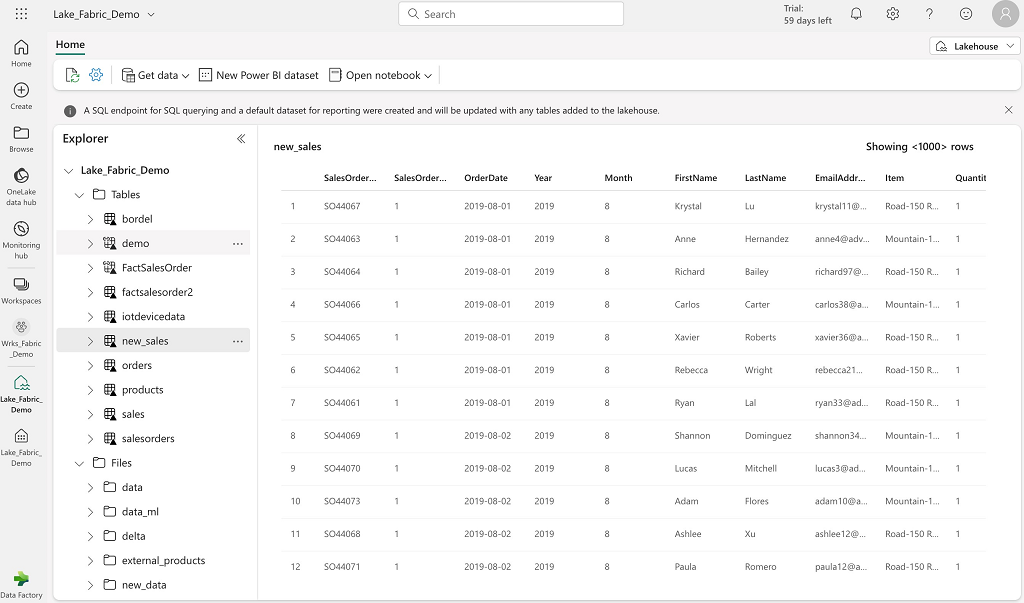 Lake_Fabric_Demo
Search
Trial:
59 days left
Home
Lakehouse
Get data
New Power BI dataset
Open notebook
A SQL endpoint for SQL querying and a default dataset for reporting were created and will be updated with any tables added to the lakehouse.
Home
Create
Browse
OneLake
data hub
Monitoring
hub
Workspaces
Wrks_Fabric
_Demo
Lake_Fabric_
Demo
Lake_Fabric_
Demo
Data Factory
Explorer
Lake_Fabric_Demo
Tables
bordel
demo
FactSalesOrder
factsalesorder2
iotdevicedata
new_sales
orders
products
sales
salesorders
Files
data
data_ml
delta
external_products
new_data
new_sales
Showing <1000> rows
SalesOrder... SalesOrder... OrderDate Year Month FirstName LastName EmailAddr... Item Quantit
1 SO44067 1 2019-08-01 2019 8 Krystal Lu krystal11@... Road-150 R... 1
2 SO44063 1 2019-08-01 2019 8 Anne Hernandez anne4@adv... Mountain-1... 1
3 SO44064 1 2019-08-01 2019 8 Richard Bailey richard97@... Road-150 R... 1
4 SO44066 1 2019-08-01 2019 8 Carlos Carter carlos38@a... Mountain-1... 1
5 SO44065 1 2019-08-01 2019 8 Xavier Roberts xavier36@a... Road-150 R... 1
6 SO44062 1 2019-08-01 2019 8 Rebecca Wright rebecca21... Road-150 R... 1
7 SO44061 1 2019-08-01 2019 8 Ryan Lal ryan33@ad... Road-150 R... 1
8 SO44069 1 2019-08-02 2019 8 Shannon Dominguez shannon34... Mountain-1... 1
9 SO44070 1 2019-08-02 2019 8 Lucas Mitchell lucas3@ad... Mountain-1... 1
10 SO44073 1 2019-08-02 2019 8 Adam Flores adam10@a... Mountain-1... 1
11 SO44068 1 2019-08-02 2019 8 Ashlee Xu ashlee12@... Road-150 R... 1
12 SO44071 1 2019-08-02 2019 8 Paula Romero paula12@a... Road-150 R... 1